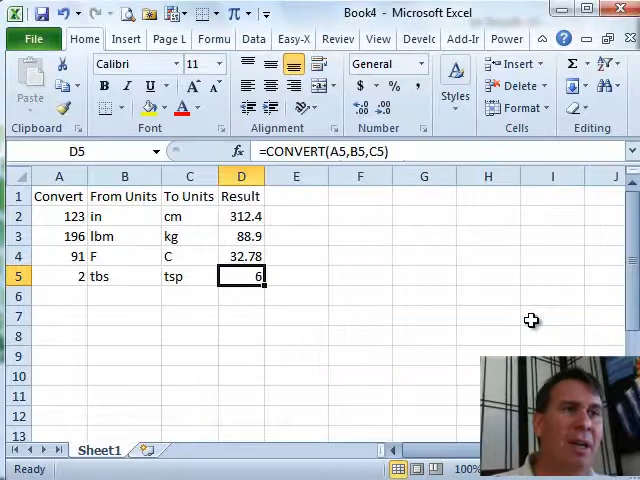 Book4 - Microsoft Excel
File Home Insert Page L Formu Data Easy-X Review View Develc Add-Ir Power
Calibri 11 General Insert
Paste B I U $ % , Styles Delete
Format
Clipboard Font Alignment Number Cells Editing
D5 fx =CONVERT(A5,B5,C5)
A B C D E F G H I J
1 Convert From Units To Units Result
2 123 in cm 312.4
3 196 lbm kg 88.9
4 91 F C 32.78
5 2 tbs tsp 6
6
7
8
9
10
11
12
13
Sheet1
Ready 100%